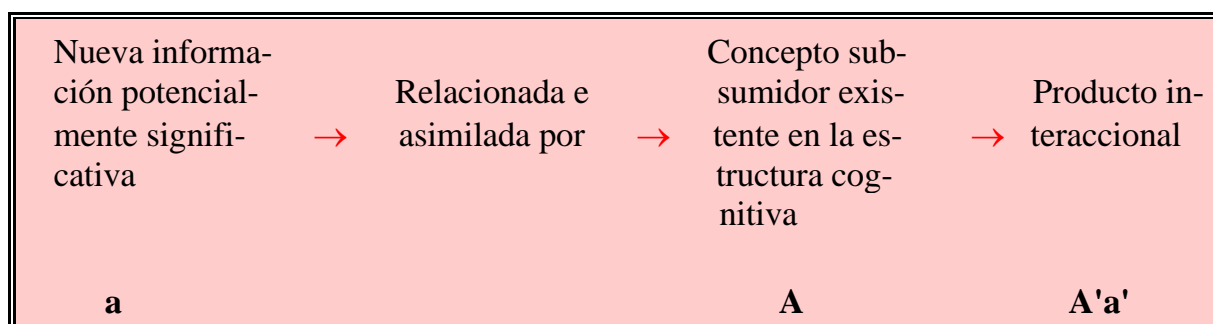 Nueva informa-
ción potencial-
mente signifi-
cativa
→
Relacionada e
asimilada por
→
Concepto sub-
sumidor exis-
tente en la es-
tructura cog-
nitiva
→
Producto in-
teraccional
a
A
A'a'